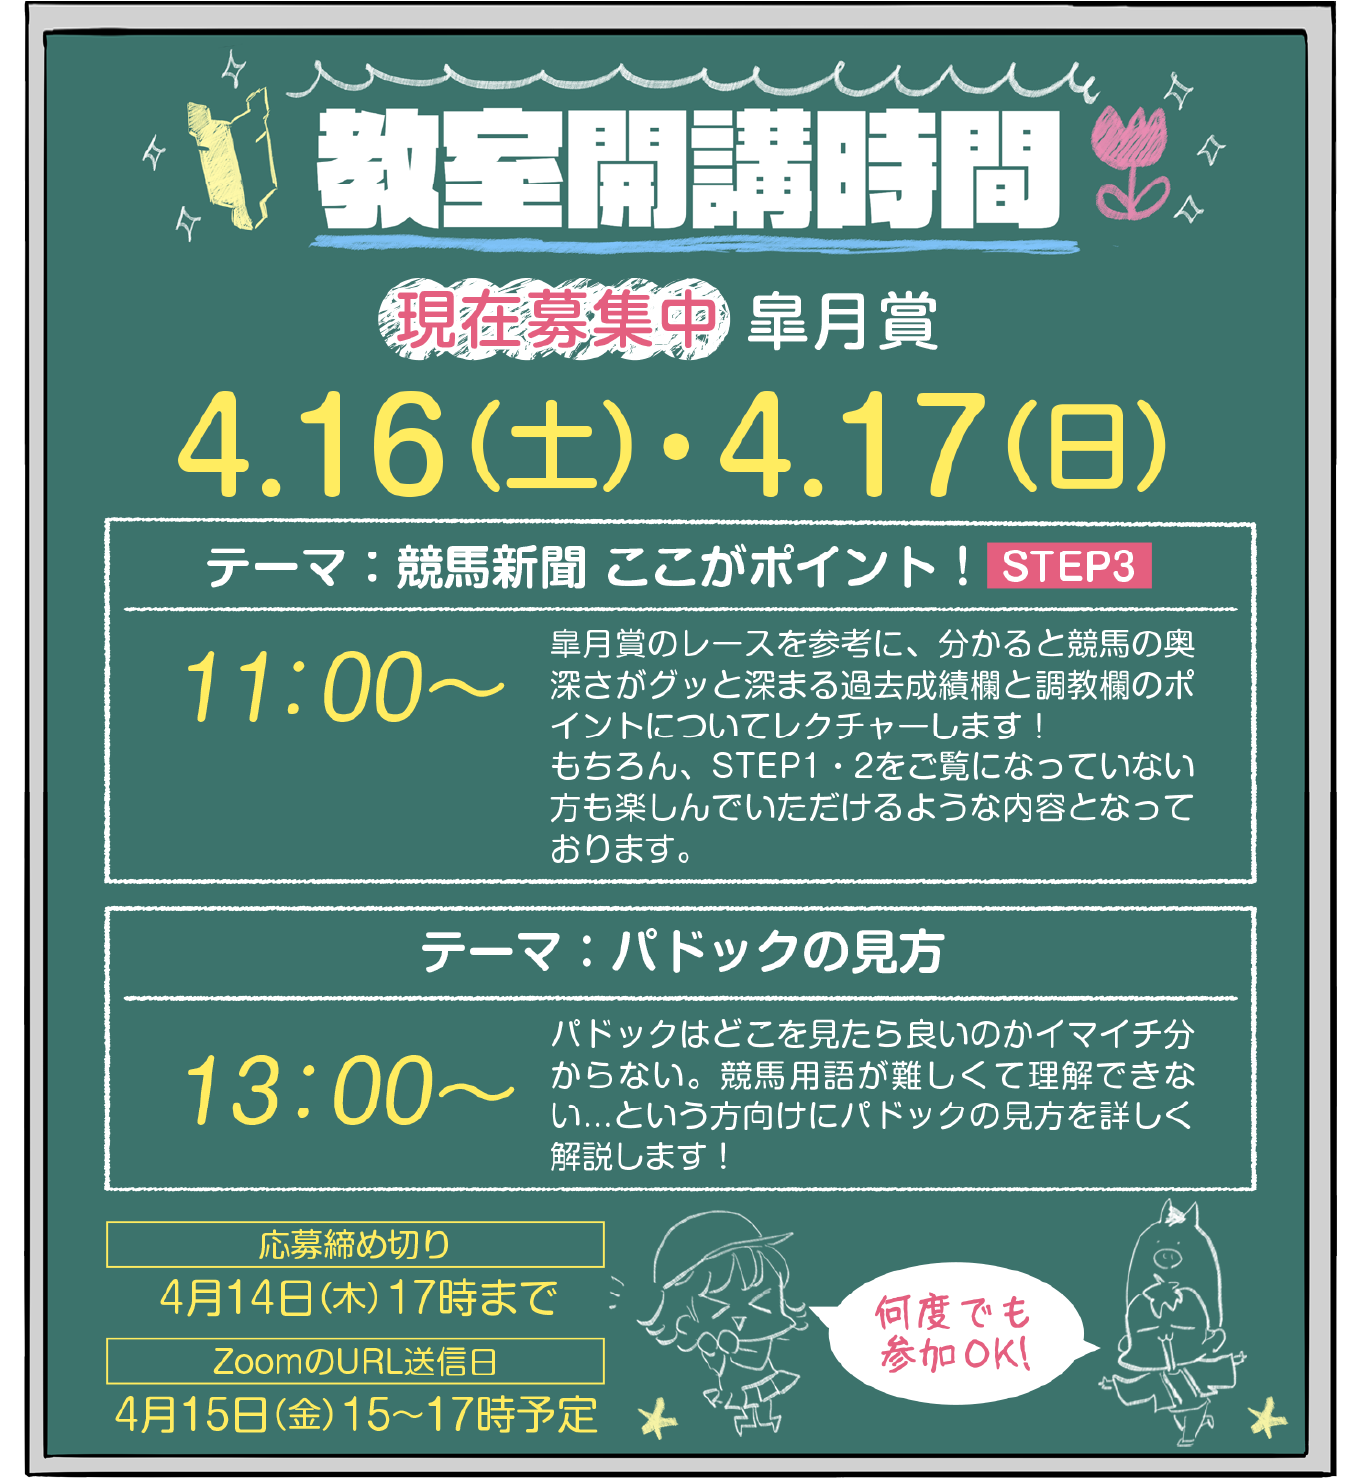 教室開講時間
現在募集中 皐月賞
4.16(土)・4.17(日)
テーマ：競馬新聞 ここがポイント！ STEP3
11：00～
皐月賞のレースを参考に、分かると競馬の奥
深さがグッと深まる過去成績欄と調教欄のポ
イントについてレクチャーします！
もちろん、STEP1・2をご覧になっていない
方も楽しんでいただけるような内容となって
おります。
テーマ：パドックの見方
13：00～
パドックはどこを見たら良いのかイマイチ分
からない。競馬用語が難しくて理解できな
い…という方向けにパドックの見方を詳しく
解説します！
応募締め切り
4月14日(木)17時まで
ZoomのURL送信日
4月15日(金)15～17時予定
何度でも
参加OK!